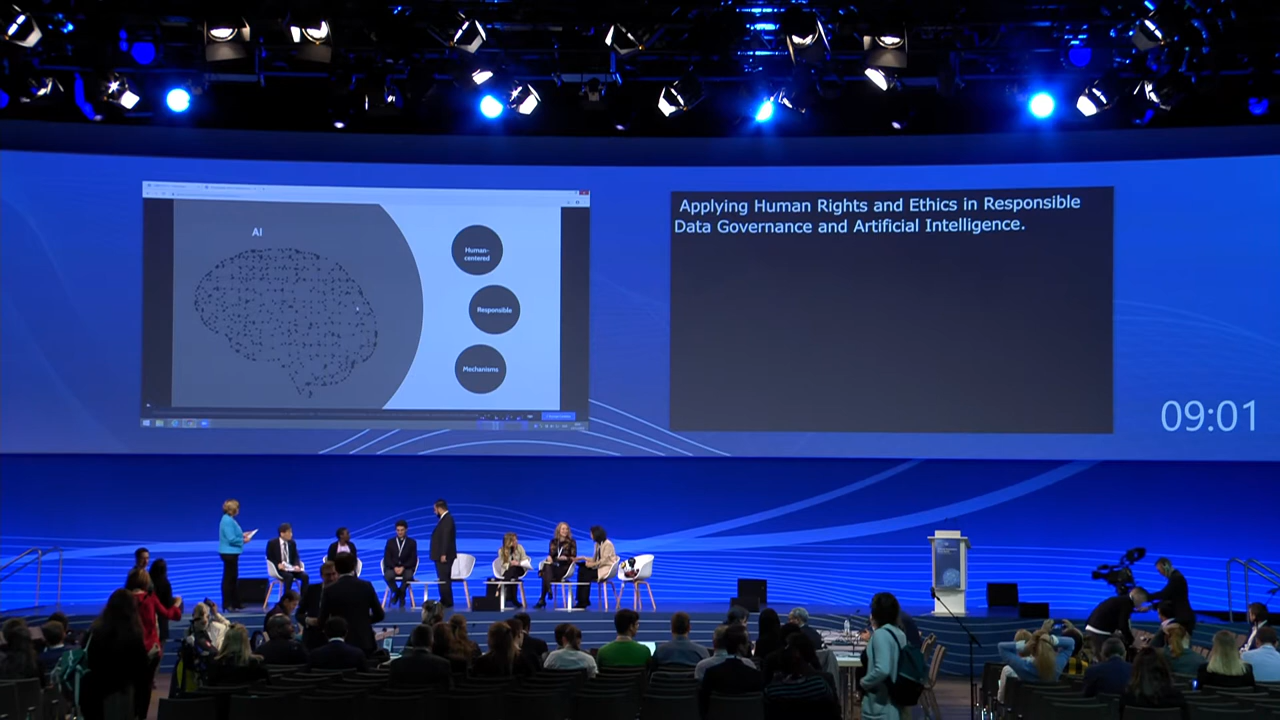 AI
Human-
centered
Responsible
Mechanisms
Applying Human Rights and Ethics in Responsible
Data Governance and Artificial Intelligence.
09:01